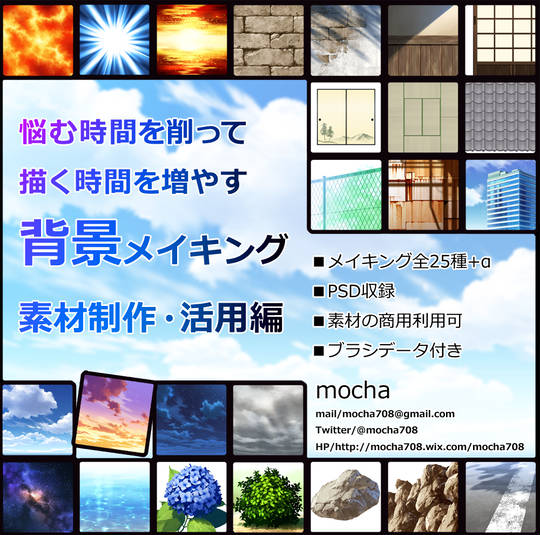 悩む時間を削って
描く時間を増やす
背景メイキング
素材制作・活用編
■メイキング全25種+α
■PSD収録
■素材の商用利用可
■ブラシデータ付き
mocha
mail/mocha708@gmail.com
Twitter/@mocha708
HP/http://mocha708.wix.com/mocha708